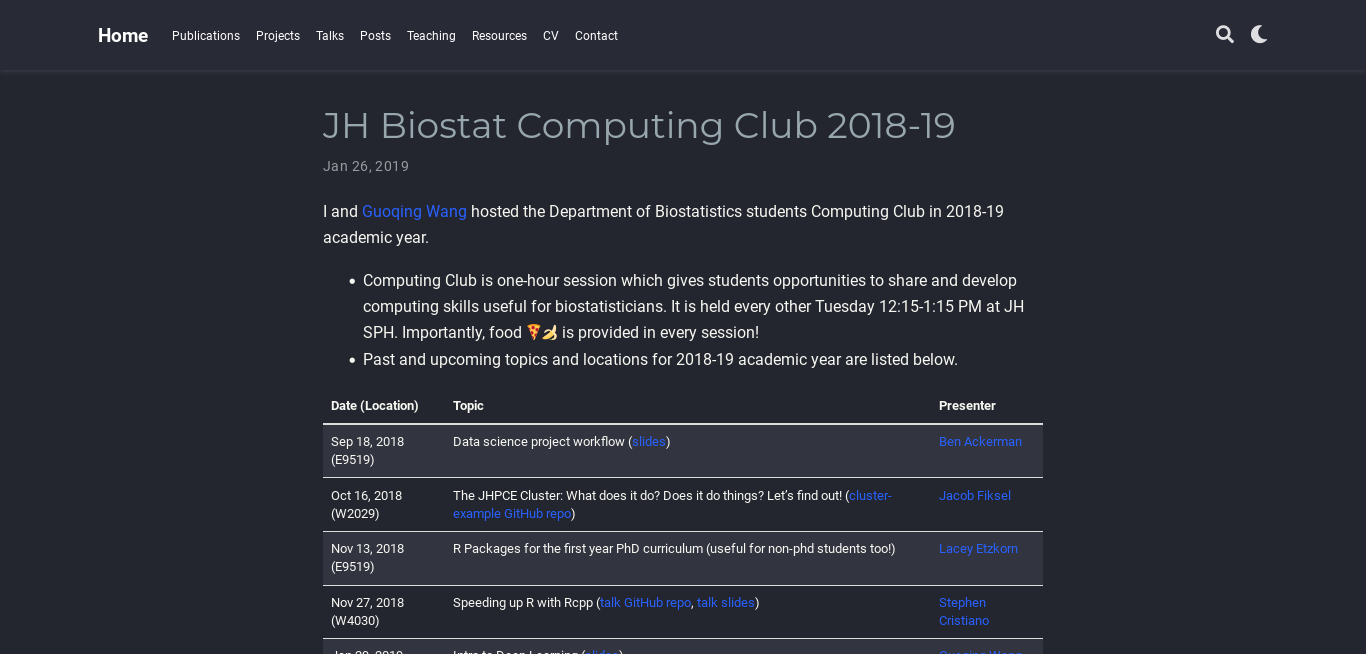 Home Publications Projects Talks Posts Teaching Resources CV Contact
JH Biostat Computing Club 2018-19
Jan 26, 2019
I and Guoqing Wang hosted the Department of Biostatistics students Computing Club in 2018-19
academic year.
• Computing Club is one-hour session which gives students opportunities to share and develop
computing skills useful for biostatisticians. It is held every other Tuesday 12:15-1:15 PM at JH
SPH. Importantly, food 🍕🍌 is provided in every session!
• Past and upcoming topics and locations for 2018-19 academic year are listed below.
Date (Location) Topic Presenter
Sep 18, 2018 Data science project workflow (slides) Ben Ackerman
(E9519)
Oct 16, 2018 The JHPCE Cluster: What does it do? Does it do things? Let’s find out! (cluster- Jacob Fiksel
(W2029) example GitHub repo)
Nov 13, 2018 R Packages for the first year PhD curriculum (useful for non-phd students too!) Lacey Etzkorn
(E9519)
Nov 27, 2018 Speeding up R with Rcpp (talk GitHub repo, talk slides) Stephen
(W4030) Cristiano
Intro to Deep Learning (slides) Guoqing Wang